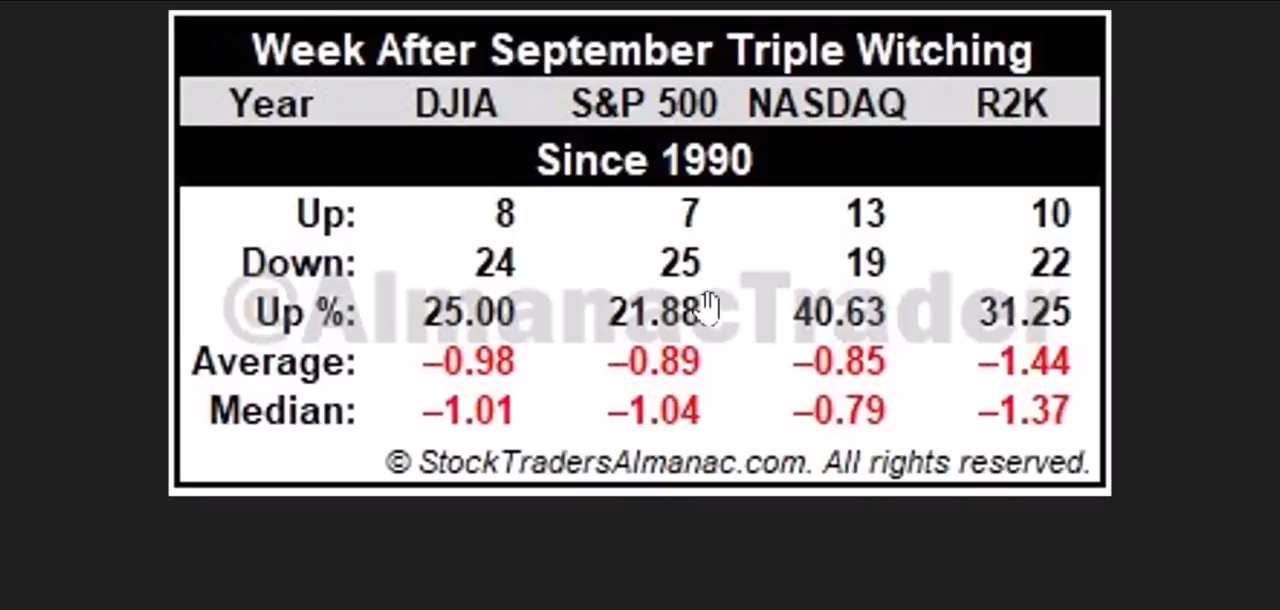 Week After September Triple Witching
Year DJIA S&P 500 NASDAQ R2K
Since 1990
Up: 8 7 13 10
Down: 24 25 19 22
Up %: 25.00 21.88 40.63 31.25
Average: –0.98 –0.89 –0.85 –1.44
Median: –1.01 –1.04 –0.79 –1.37
@AlmanacTrader
© StockTradersAlmanac.com. All rights reserved.